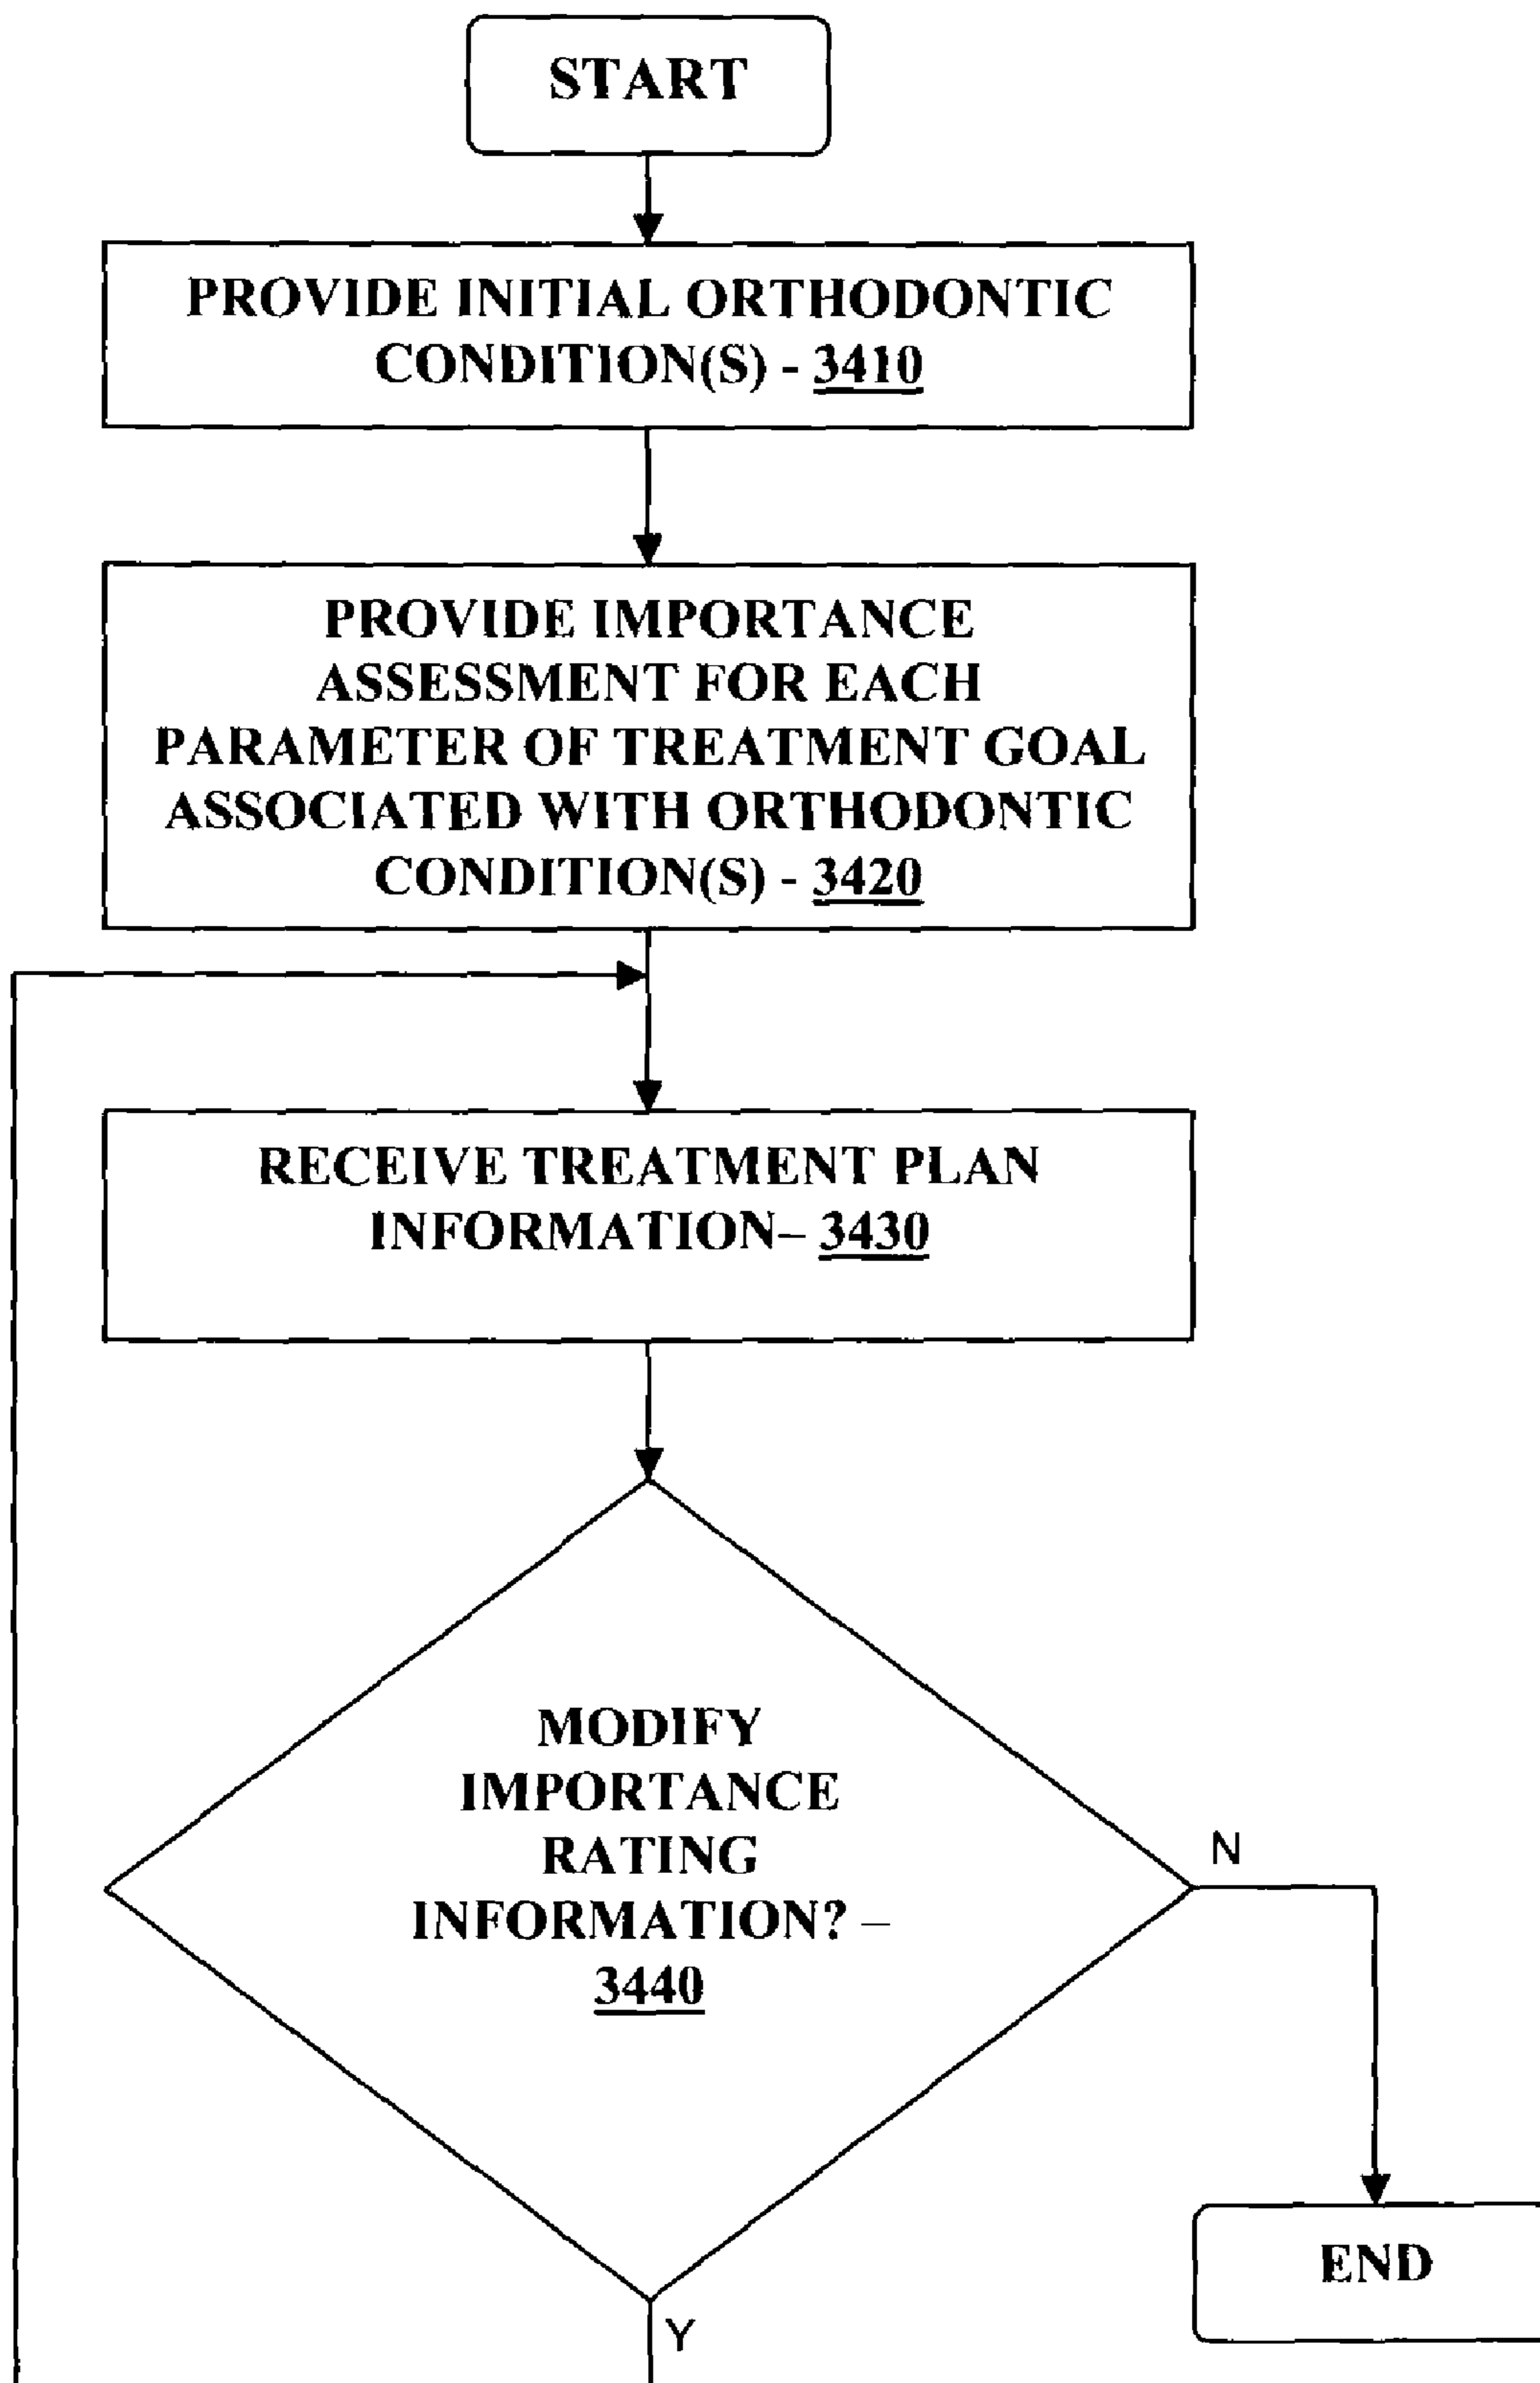 START
PROVIDE INITIAL ORTHODONTIC
CONDITION(S) - 3410
PROVIDE IMPORTANCE
ASSESSMENT FOR EACH
PARAMETER OF TREATMENT GOAL
ASSOCIATED WITH ORTHODONTIC
CONDITION(S) - 3420
RECEIVE TREATMENT PLAN
INFORMATION– 3430
MODIFY
IMPORTANCE
RATING
INFORMATION? –
3440
N
END
Y